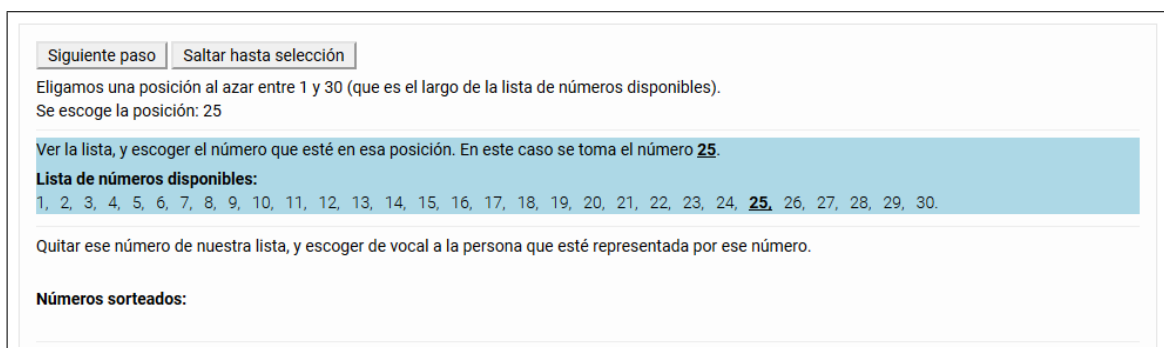 Siguiente paso Saltar hasta selección
Eligamos una posición al azar entre 1 y 30 (que es el largo de la lista de números disponibles).
Se escoge la posición: 25
Ver la lista, y escoger el número que esté en esa posición. En este caso se toma el número 25.
Lista de números disponibles:
1, 2, 3, 4, 5, 6, 7, 8, 9, 10, 11, 12, 13, 14, 15, 16, 17, 18, 19, 20, 21, 22, 23, 24, 25, 26, 27, 28, 29, 30.
Quitar ese número de nuestra lista, y escoger de vocal a la persona que esté representada por ese número.
Números sorteados: